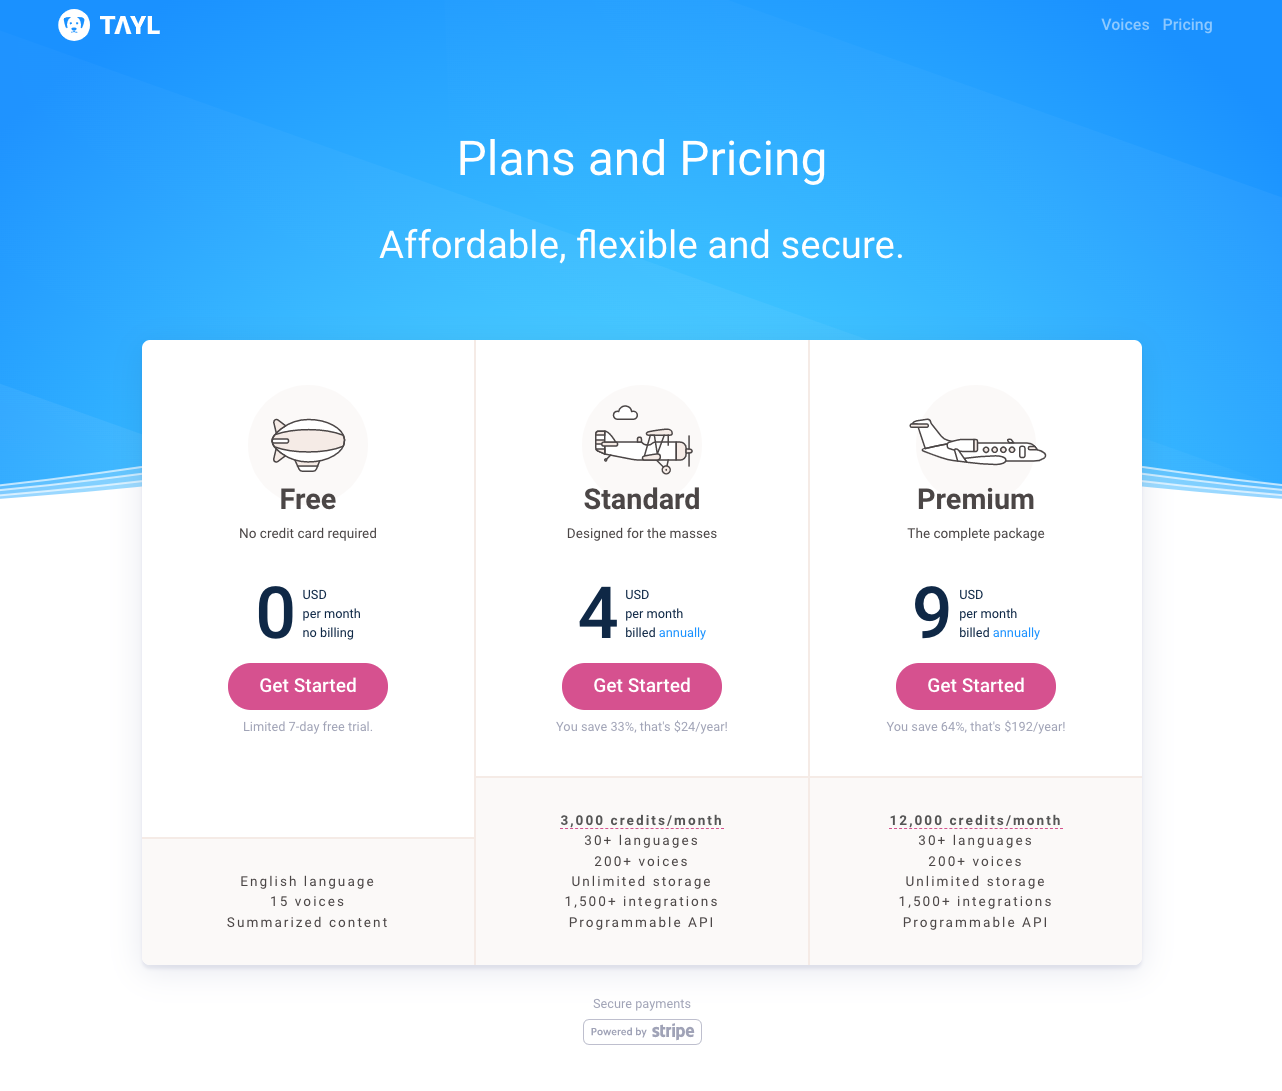 TAYL
Voices Pricing
Plans and Pricing
Affordable, flexible and secure.
Free
No credit card required
0
USD
per month
no billing
Get Started
Limited 7-day free trial.
English language
15 voices
Summarized content
Standard
Designed for the masses
4
USD
per month
billed annually
Get Started
You save 33%, that's $24/year!
3,000 credits/month
30+ languages
200+ voices
Unlimited storage
1,500+ integrations
Programmable API
Premium
The complete package
9
USD
per month
billed annually
Get Started
You save 64%, that's $192/year!
12,000 credits/month
30+ languages
200+ voices
Unlimited storage
1,500+ integrations
Programmable API
Secure payments
Powered by stripe